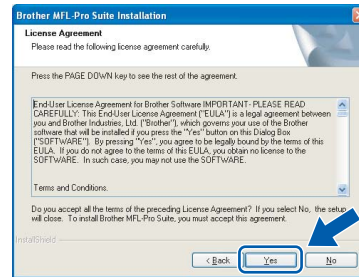 Brother MFL-Pro Suite Installation
License Agreement
Please read the following license agreement carefully.
Press the PAGE DOWN key to see the rest of the agreement.
End-User License Agreement for Brother Software IMPORTANT- PLEASE READ
CAREFULLY: This End-User License Agreement ("EULA") is a legal agreement between
you and Brother Industries, Ltd. ("Brother"), which governs your use of the Brother
software that will be installed if you press the "Yes" button on this Dialog Box
("SOFTWARE"). By pressing "Yes", you agree to be legally bound by the terms of this
EULA. If you do not agree to the terms of this EULA, you obtain no license to the
SOFTWARE. In such case, you may not use the SOFTWARE.
Terms and Conditions.
Do you accept all the terms of the preceding License Agreement? If you select No, the setup
will close. To install Brother MFL-Pro Suite, you must accept this agreement.
InstallShield
< Back
Yes
No